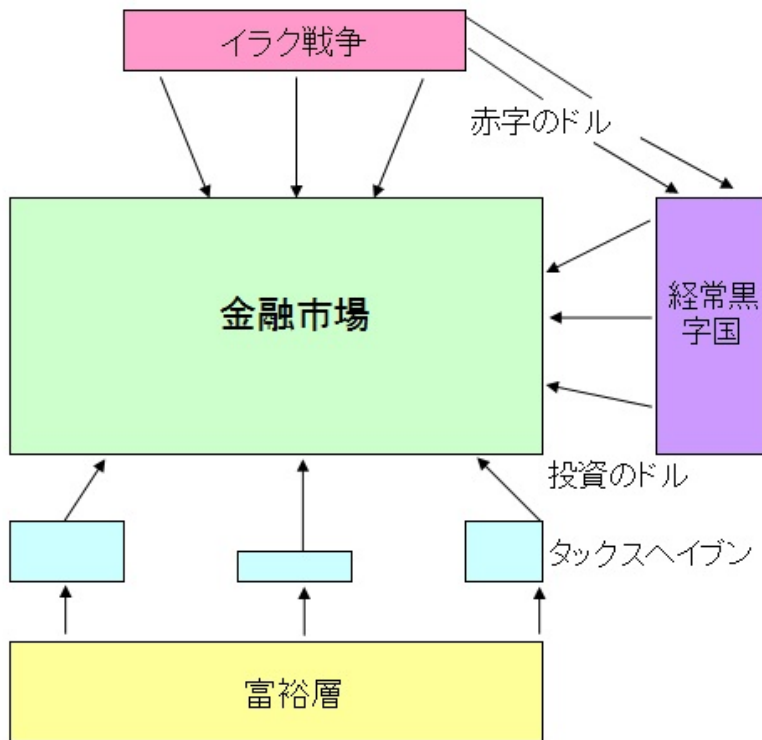 イラク戦争
赤字のドル
金融市場
経常黒
字国
投資のドル
タックスヘイブン
富裕層